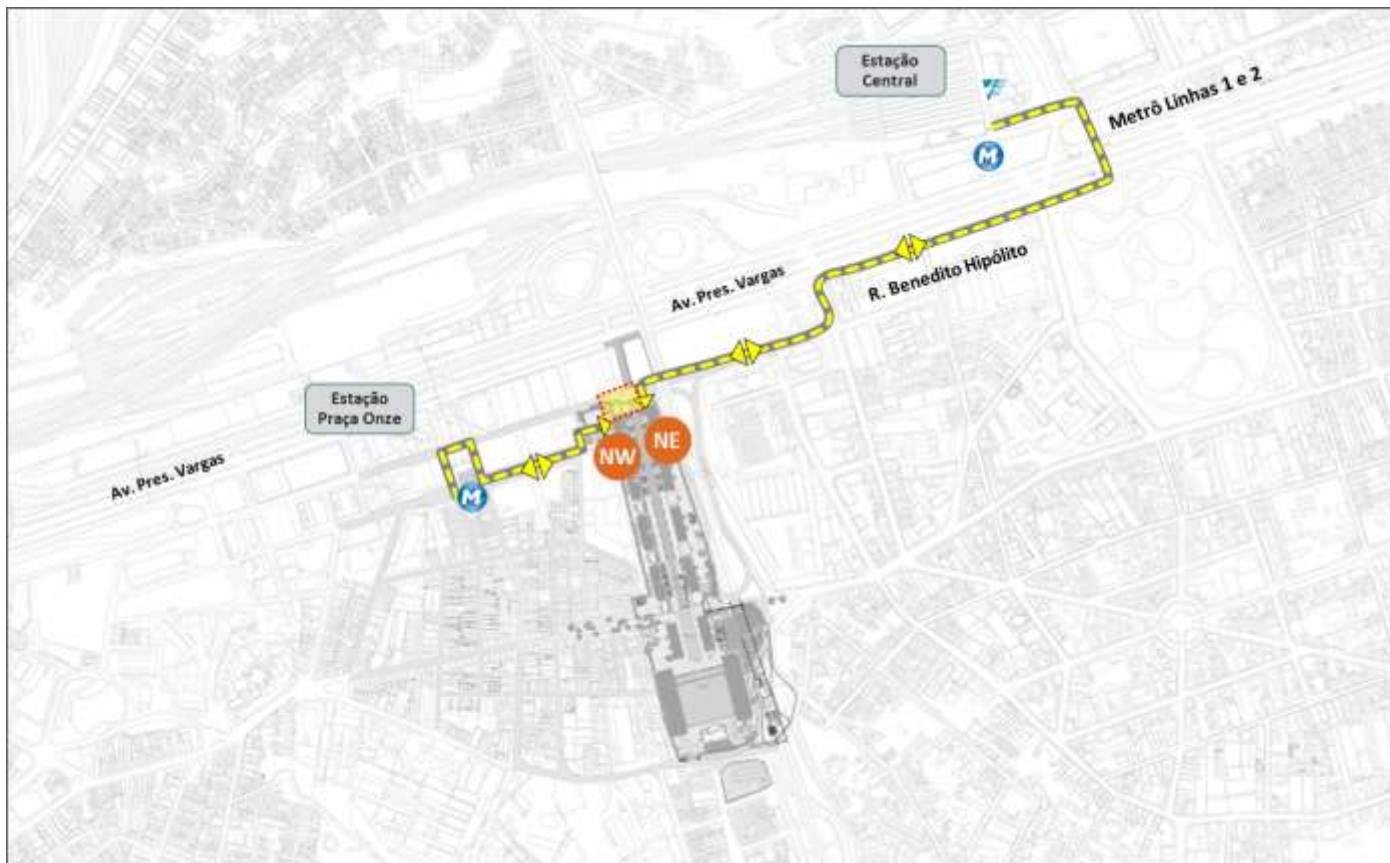 Estação
Central
Metrô Linhas 1 e 2
M
R. Benedito Hipólito
Av. Pres. Vargas
Estação
Praça Onze
NE
NW
Av. Pres. Vargas
M